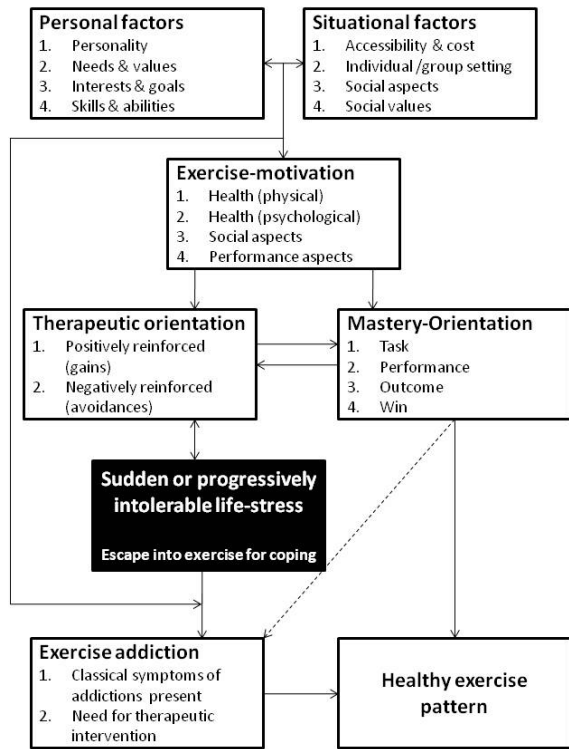 Personal factors
1. Personality
2. Needs & values
3. Interests & goals
4. Skills & abilities
Situational factors
1. Accessibility & cost
2. Individual /group setting
3. Social aspects
4. Social values
Exercise-motivation
1. Health (physical)
2. Health (psychological)
3. Social aspects
4. Performance aspects
Therapeutic orientation
1. Positively reinforced
(gains)
2. Negatively reinforced
(avoidances)
Mastery-Orientation
1. Task
2. Performance
3. Outcome
4. Win
Sudden or progressively
intolerable life-stress
Escape into exercise for coping
Exercise addiction
1. Classical symptoms of
addictions present
2. Need for therapeutic
intervention
Healthy exercise
pattern